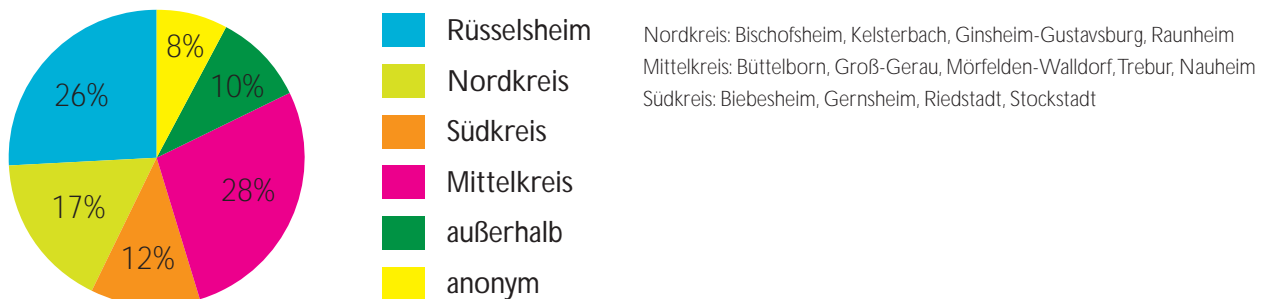 8%
10%
26%
28%
17%
12%
Rüsselsheim
Nordkreis
Südkreis
Mittelkreis
außerhalb
anonym
Nordkreis: Bischofsheim, Kelsterbach, Ginsheim-Gustavsburg, Raunheim
Mittelkreis: Büttelborn, Groß-Gerau, Mörfelden-Walldorf, Trebur, Nauheim
Südkreis: Biebesheim, Gernsheim, Riedstadt, Stockstadt